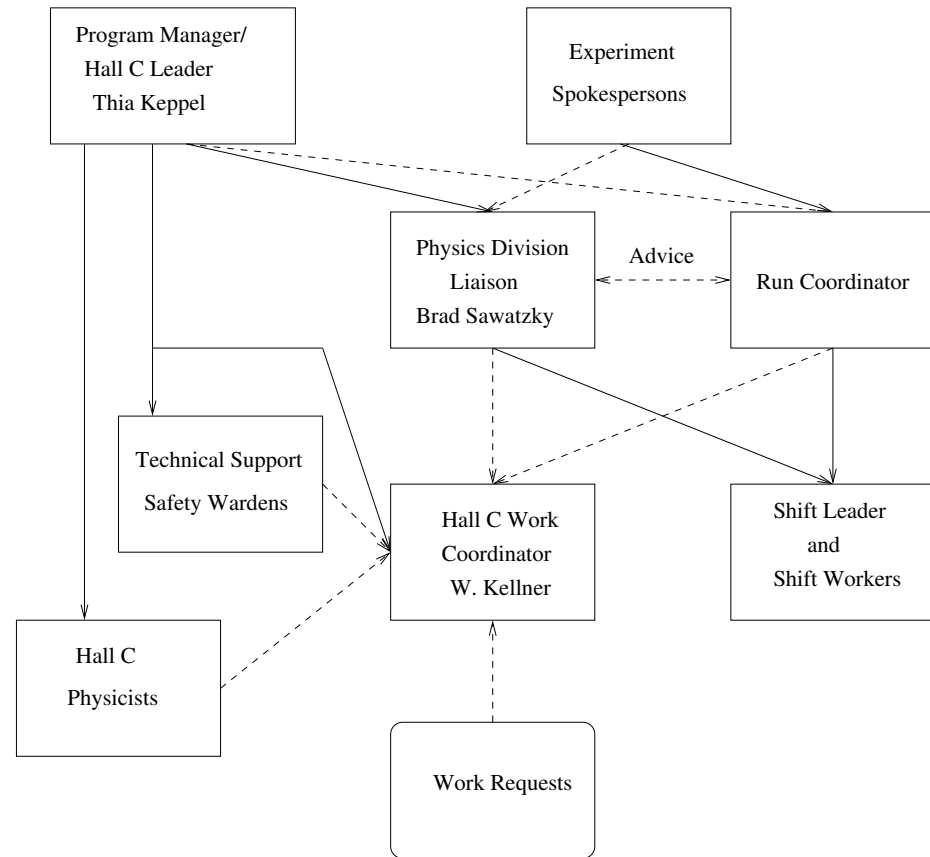 Program Manager/
Hall C Leader
Thia Keppel
Experiment
Spokespersons
Physics Division
Liaison
Brad Sawatzky
Advice
Run Coordinator
Technical Support
Safety Wardens
Hall C Work
Coordinator
W. Kellner
Shift Leader
and
Shift Workers
Hall C
Physicists
Work Requests